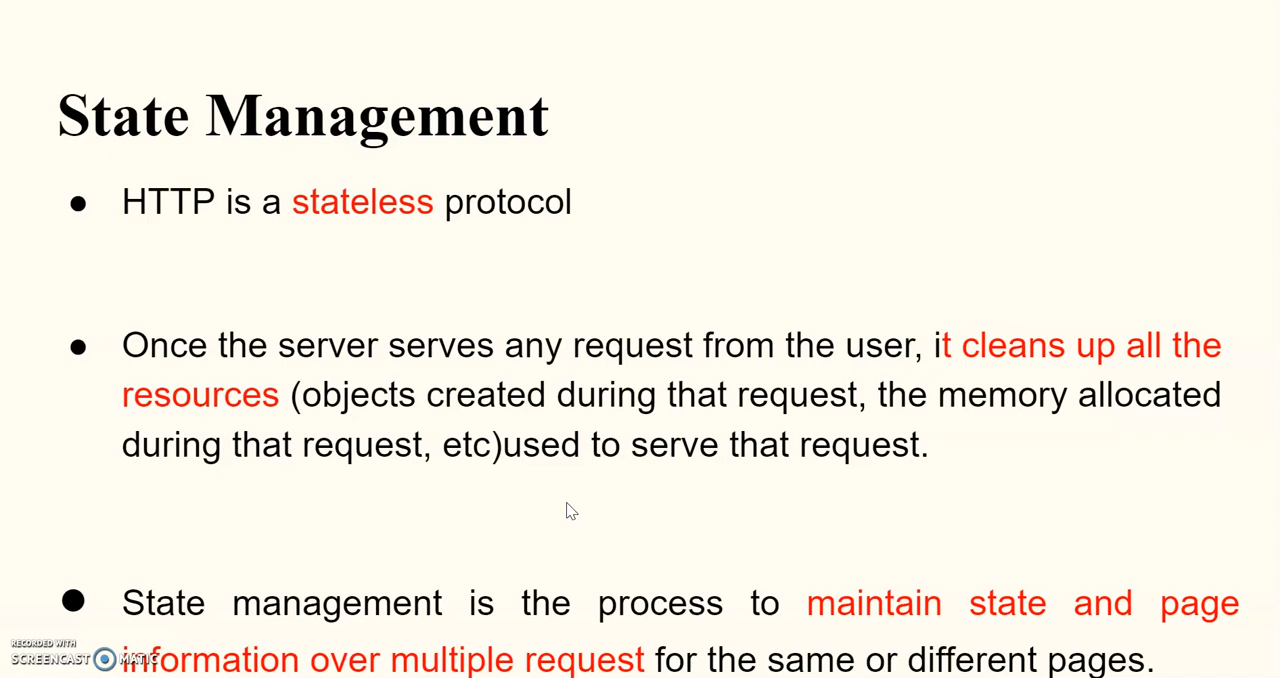 State Management
● HTTP is a stateless protocol
● Once the server serves any request from the user, it cleans up all the
resources (objects created during that request, the memory allocated
during that request, etc)used to serve that request.
● State management is the process to maintain state and page
information over multiple request for the same or different pages.
RECORDED WITH
SCREENCAST MATIC